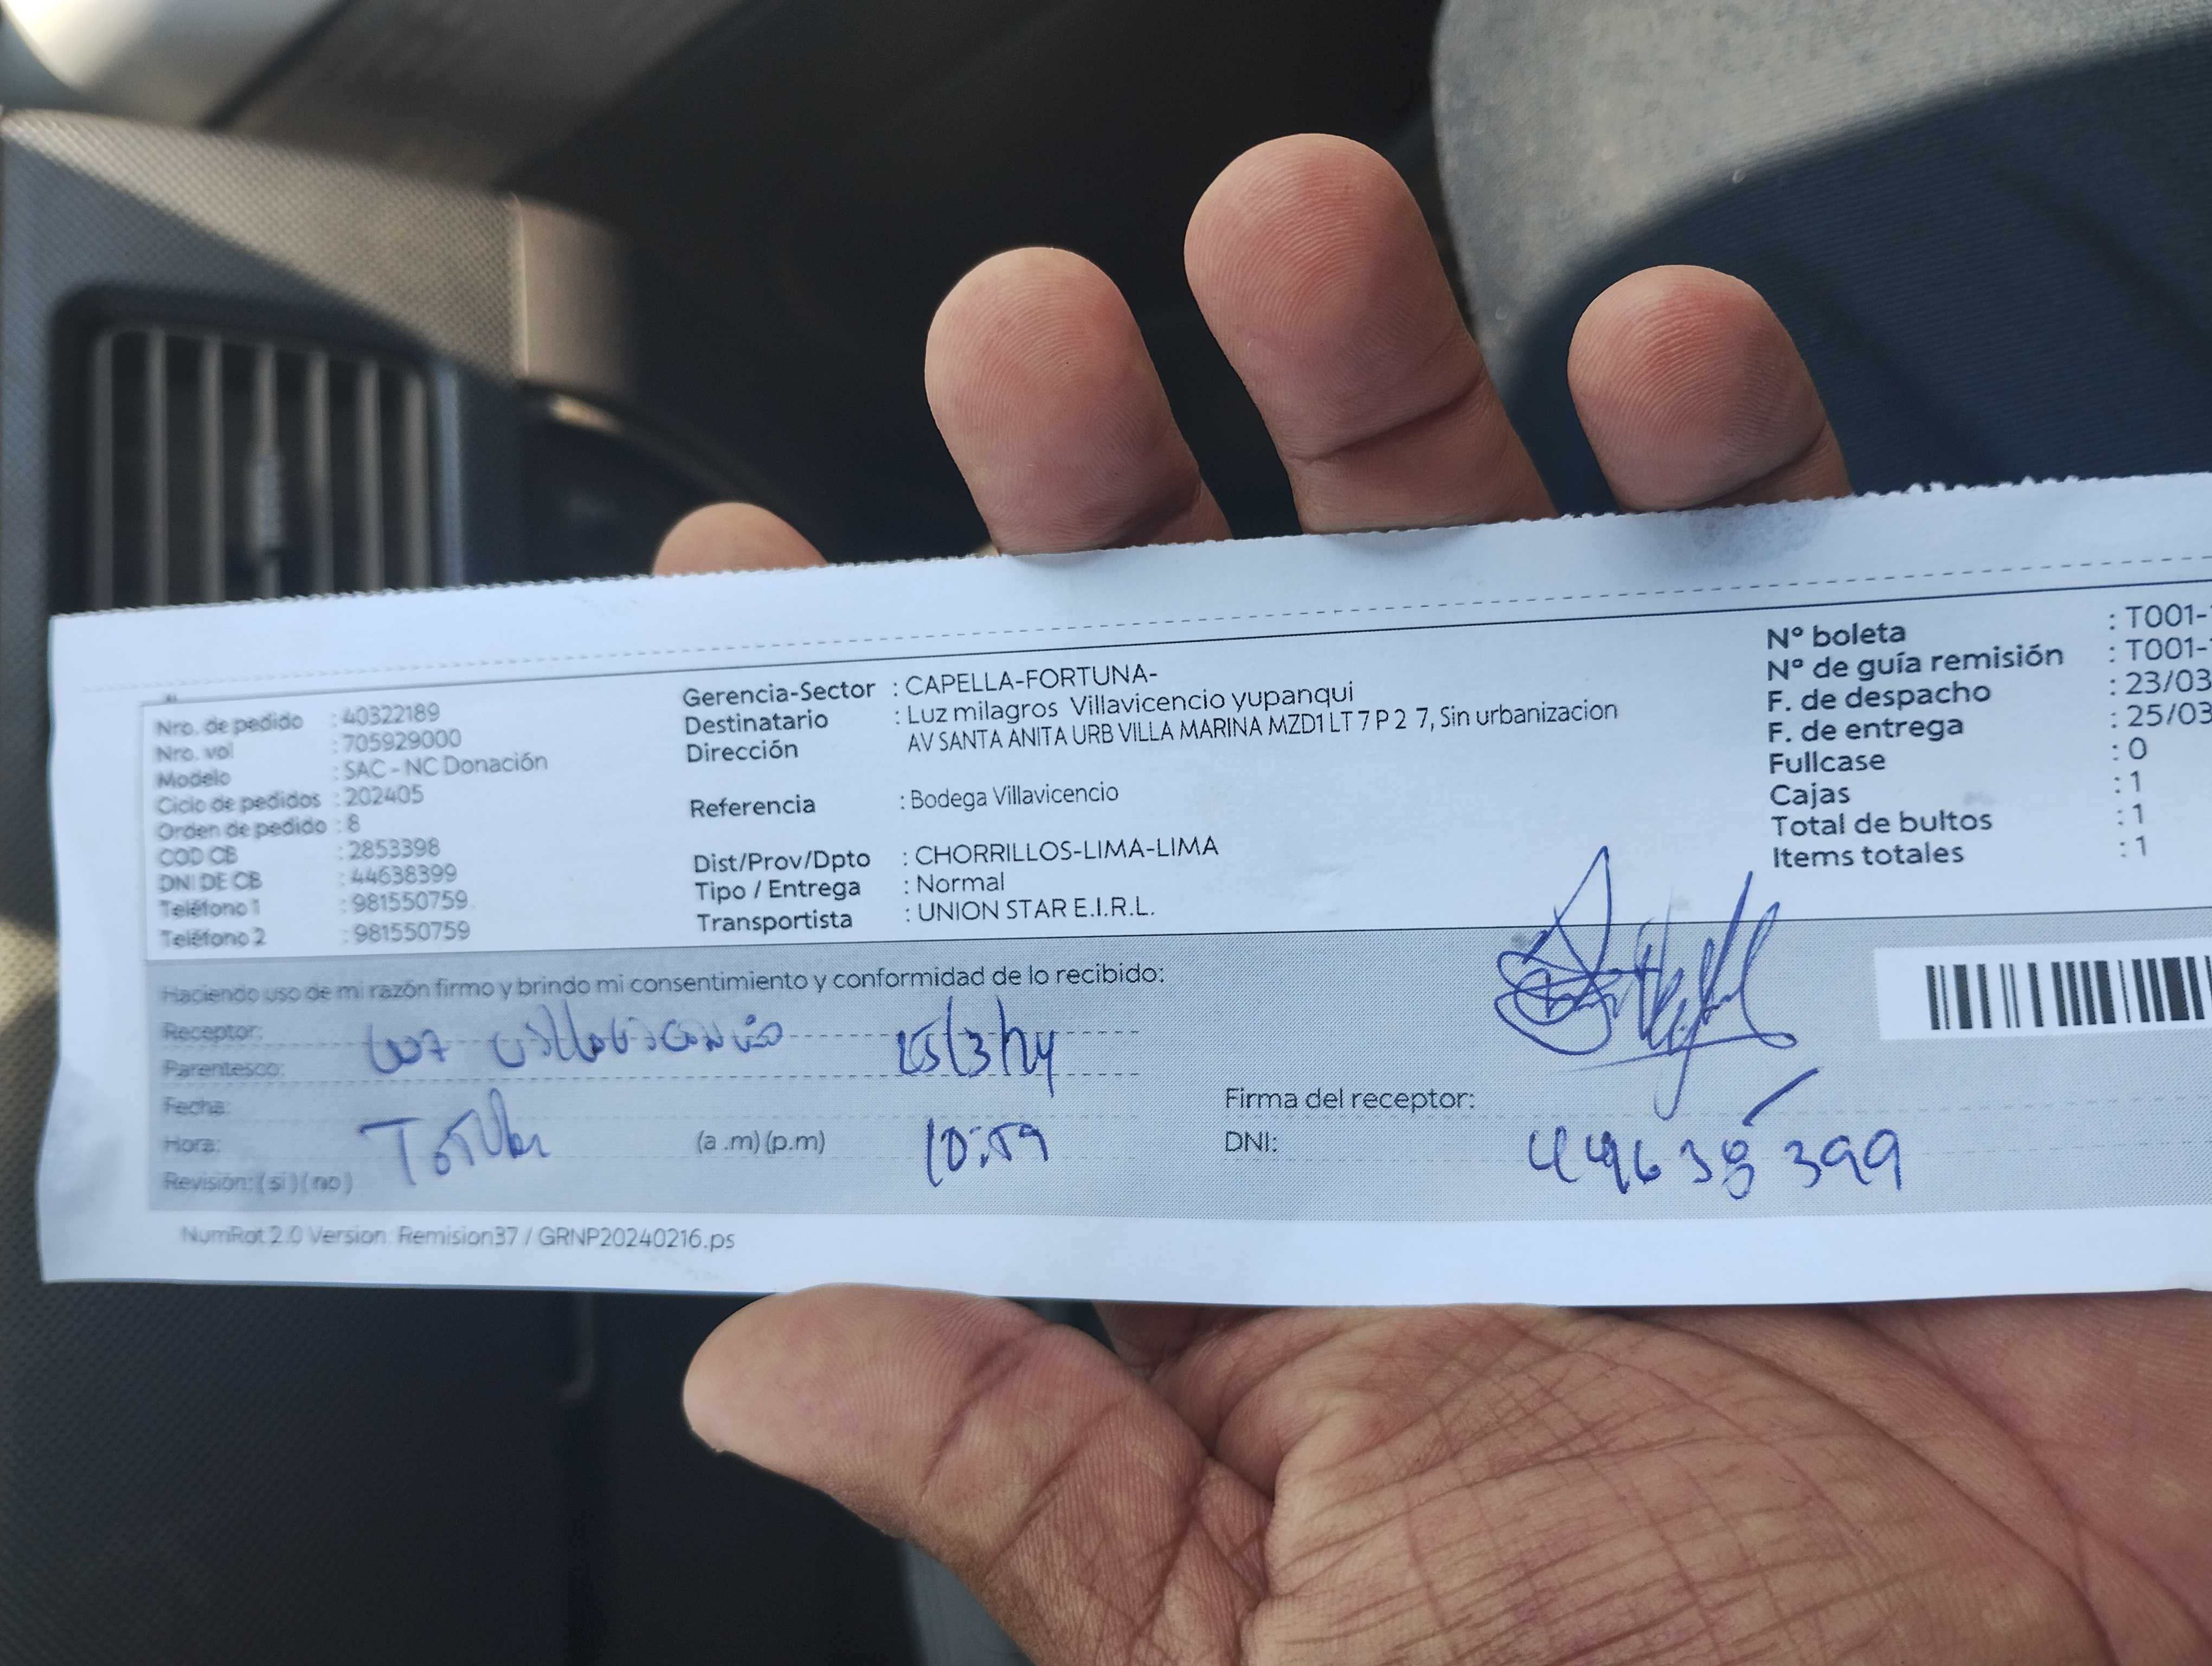 Nro. de pedido : 40322189
Nro. vol : 705929000
Modelo : SAC - NC Donación
Ciclo de pedidos : 202405
Orden de pedido : 8
COD CB : 2853398
DNI DE CB : 44638399
Teléfono 1 : 981550759
Teléfono 2 : 981550759
Gerencia-Sector : CAPELLA-FORTUNA-
Destinatario : Luz milagros Villavicencio yupanqui
Dirección AV SANTA ANITA URB VILLA MARINA MZD1 LT 7 P 2 7, Sin urbanizacion
Referencia : Bodega Villavicencio
Dist/Prov/Dpto : CHORRILLOS-LIMA-LIMA
Tipo / Entrega : Normal
Transportista : UNION STAR E.I.R.L.
N° boleta : T001-
N° de guía remisión : T001-
F. de despacho : 23/03
F. de entrega : 25/03
Fullcase : 0
Cajas : 1
Total de bultos : 1
Items totales : 1
Haciendo uso de mi razón firmo y brindo mi consentimiento y conformidad de lo recibido:
Receptor: Luz Villavicencio 25/3/24
Parentesco:
Fecha:
Hora: Titular (a .m) (p.m) 10:59
Revisión: ( si ) ( no )
Firma del receptor:
DNI: 44638399
NumRot 2.0 Version: Remision37 / GRNP20240216.ps